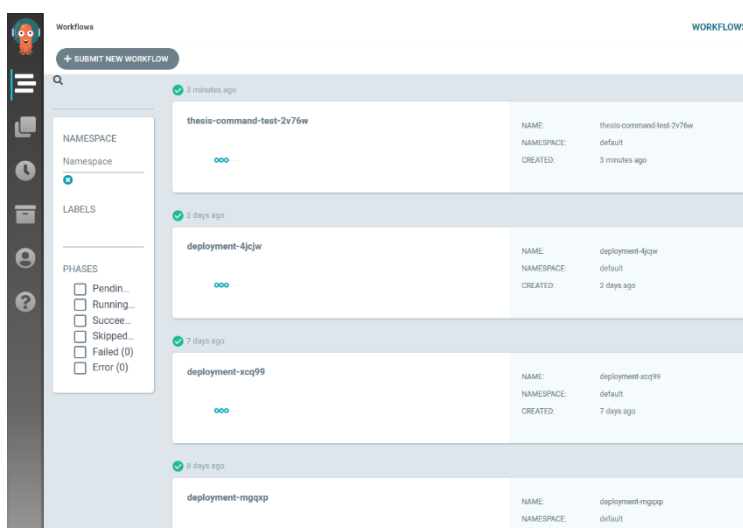 Workflows
WORKFLOWS
+ SUBMIT NEW WORKFLOW
NAMESPACE
Namespace
LABELS
PHASES
Pendin...
Running...
Succee...
Skipped...
Failed (0)
Error (0)
3 minutes ago
thesis-command-test-2v76w
NAME: thesis-command-test-2v76w
NAMESPACE: default
CREATED: 3 minutes ago
2 days ago
deployment-4jcjw
NAME: deployment-4jcjw
NAMESPACE: default
CREATED: 2 days ago
7 days ago
deployment-xcq99
NAME: deployment-xcq99
NAMESPACE: default
CREATED: 7 days ago
8 days ago
deployment-mgqxp
NAME: deployment-mgqxp
NAMESPACE: default